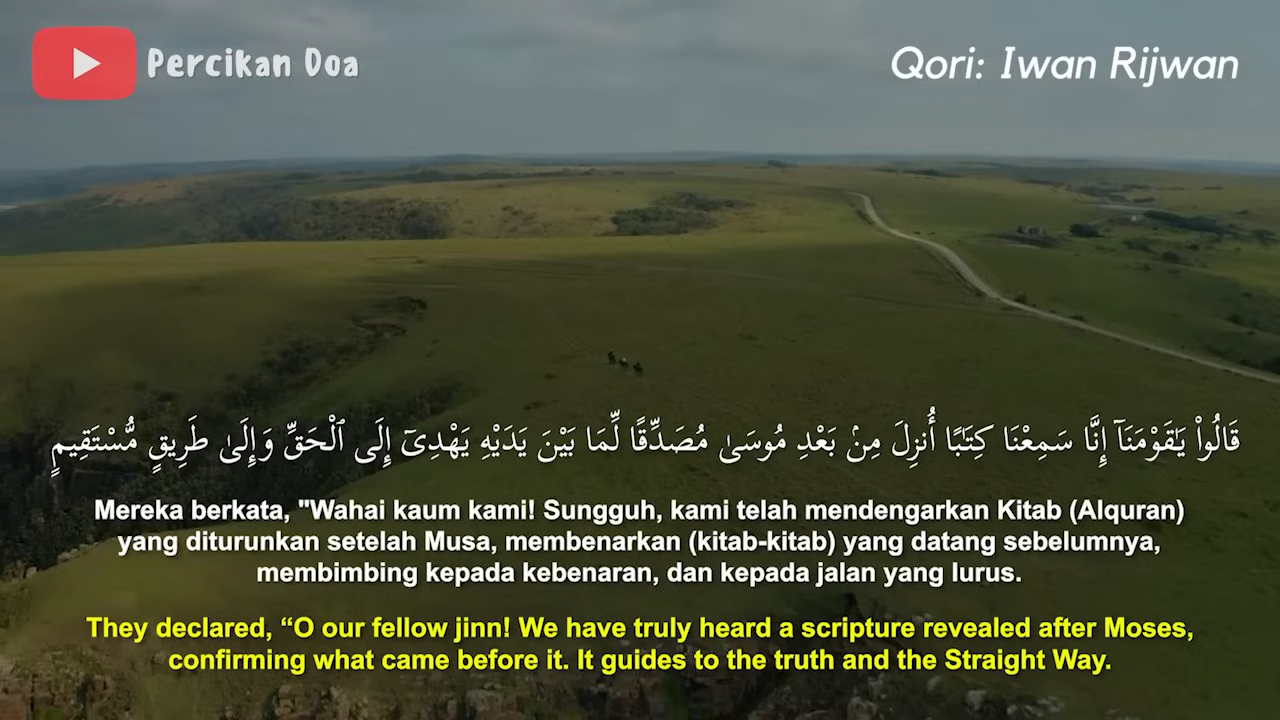 Percikan Doa
Qori: Iwan Rijwan
قَالُوا۟ يَـٰقَوْمَنَآ إِنَّا سَمِعْنَا كِتَـٰبًا أُنزِلَ مِنۢ بَعْدِ مُوسَىٰ مُصَدِّقًا لِّمَا بَيْنَ يَدَيْهِ يَهْدِىٓ إِلَى ٱلْحَقِّ وَإِلَىٰ طَرِيقٍ مُّسْتَقِيمٍ
Mereka berkata, "Wahai kaum kami! Sungguh, kami telah mendengarkan Kitab (Alquran)
yang diturunkan setelah Musa, membenarkan (kitab-kitab) yang datang sebelumnya,
membimbing kepada kebenaran, dan kepada jalan yang lurus.
They declared, “O our fellow jinn! We have truly heard a scripture revealed after Moses,
confirming what came before it. It guides to the truth and the Straight Way.